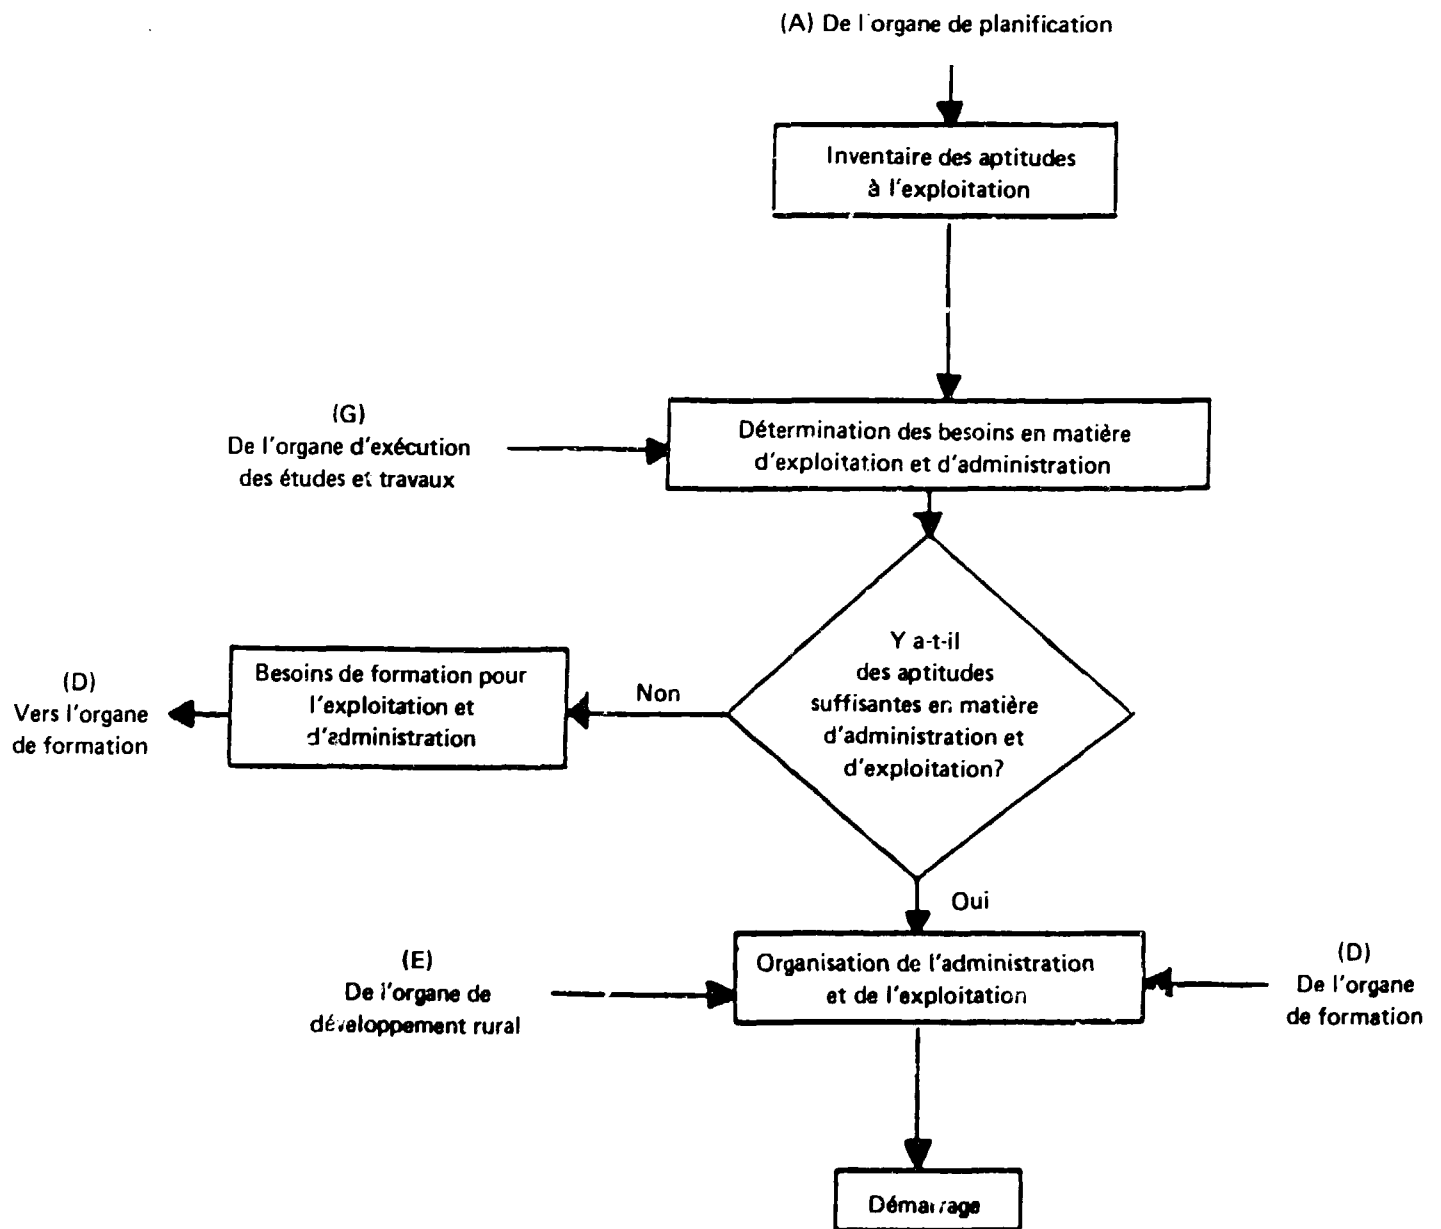 (A) De l'organe de planification
Inventaire des aptitudes
à l'exploitation
(G)
De l'organe d'exécution
des études et travaux
Détermination des besoins en matière
d'exploitation et d'administration
Y a-t-il
des aptitudes
suffisantes en matière
d'administration et
d'exploitation?
Non
Besoins de formation pour
l'exploitation et
d'administration
(D)
Vers l'organe
de formation
Oui
(E)
De l'organe de
développement rural
Organisation de l'administration
et de l'exploitation
(D)
De l'organe
de formation
Démarrage